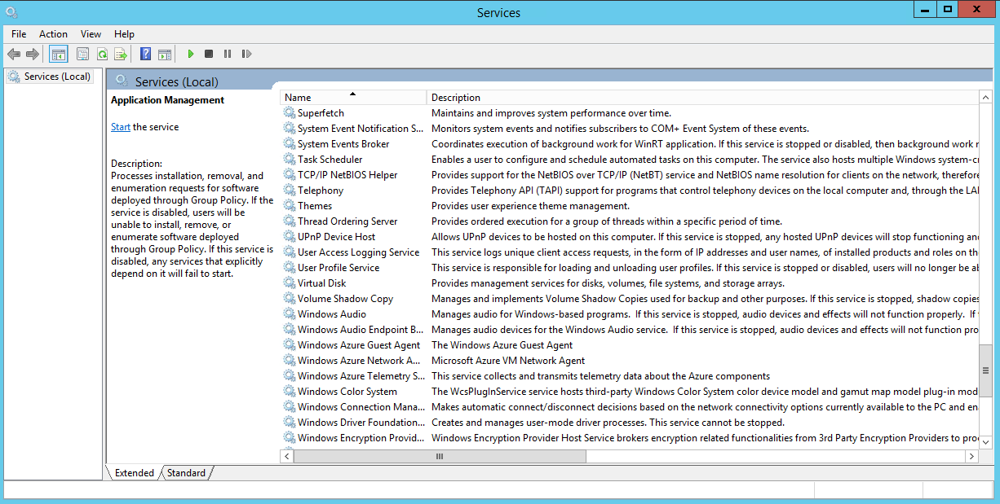 Services
File Action View Help
Services (Local)
Services (Local)
Application Management
Start the service
Description:
Processes installation, removal, and
enumeration requests for software
deployed through Group Policy. If the
service is disabled, users will be
unable to install, remove, or
enumerate software deployed
through Group Policy. If this service is
disabled, any services that explicitly
depend on it will fail to start.
Name Description
Superfetch Maintains and improves system performance over time.
System Event Notification S... Monitors system events and notifies subscribers to COM+ Event System of these events.
System Events Broker Coordinates execution of background work for WinRT application. If this service is stopped or disabled, then background work
Task Scheduler Enables a user to configure and schedule automated tasks on this computer. The service also hosts multiple Windows system-cr
TCP/IP NetBIOS Helper Provides support for the NetBIOS over TCP/IP (NetBT) service and NetBIOS name resolution for clients on the network, therefore
Telephony Provides Telephony API (TAPI) support for programs that control telephony devices on the local computer and, through the LAN
Themes Provides user experience theme management.
Thread Ordering Server Provides ordered execution for a group of threads within a specific period of time.
UPnP Device Host Allows UPnP devices to be hosted on this computer. If this service is stopped, any hosted UPnP devices will stop functioning and
User Access Logging Service This service logs unique client access requests, in the form of IP addresses and user names, of installed products and roles on th
User Profile Service This service is responsible for loading and unloading user profiles. If this service is stopped or disabled, users will no longer be
Virtual Disk Provides management services for disks, volumes, file systems, and storage arrays.
Volume Shadow Copy Manages and implements Volume Shadow Copies used for backup and other purposes. If this service is stopped, shadow copies
Windows Audio Manages audio for Windows-based programs. If this service is stopped, audio devices and effects will not function properly. If
Windows Audio Endpoint B... Manages audio devices for the Windows Audio service. If this service is stopped, audio devices and effects will not function pro
Windows Azure Guest Agent The Windows Azure Guest Agent
Windows Azure Network A... Microsoft Azure VM Network Agent
Windows Azure Telemetry S... This service collects and transmits telemetry data about the Azure components
Windows Color System The WcsPlugInService service hosts third-party Windows Color System color device model and gamut map model plug-in mod
Windows Connection Mana... Makes automatic connect/disconnect decisions based on the network connectivity options currently available to the PC and en
Windows Driver Foundation... Creates and manages user-mode driver processes. This service cannot be stopped.
Windows Encryption Provid... Windows Encryption Provider Host Service brokers encryption related functionalities from 3rd Party Encryption Providers to proc
Extended Standard